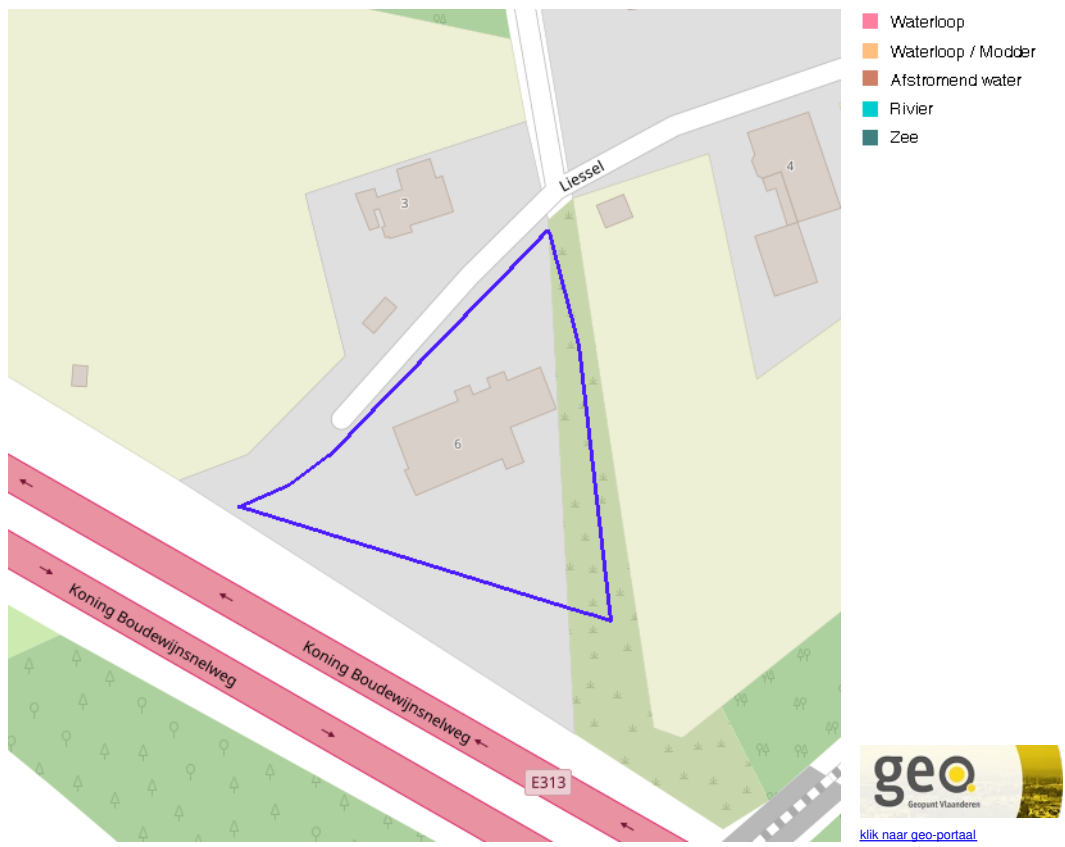 Waterloop
Waterloop / Modder
Afstromend water
Rivier
Zee
Liessel
3
4
6
Koning Boudewijnsnelweg
Koning Boudewijnsnelweg
E313
geo
Geopunt Vlaanderen
klik naar geo-portaal